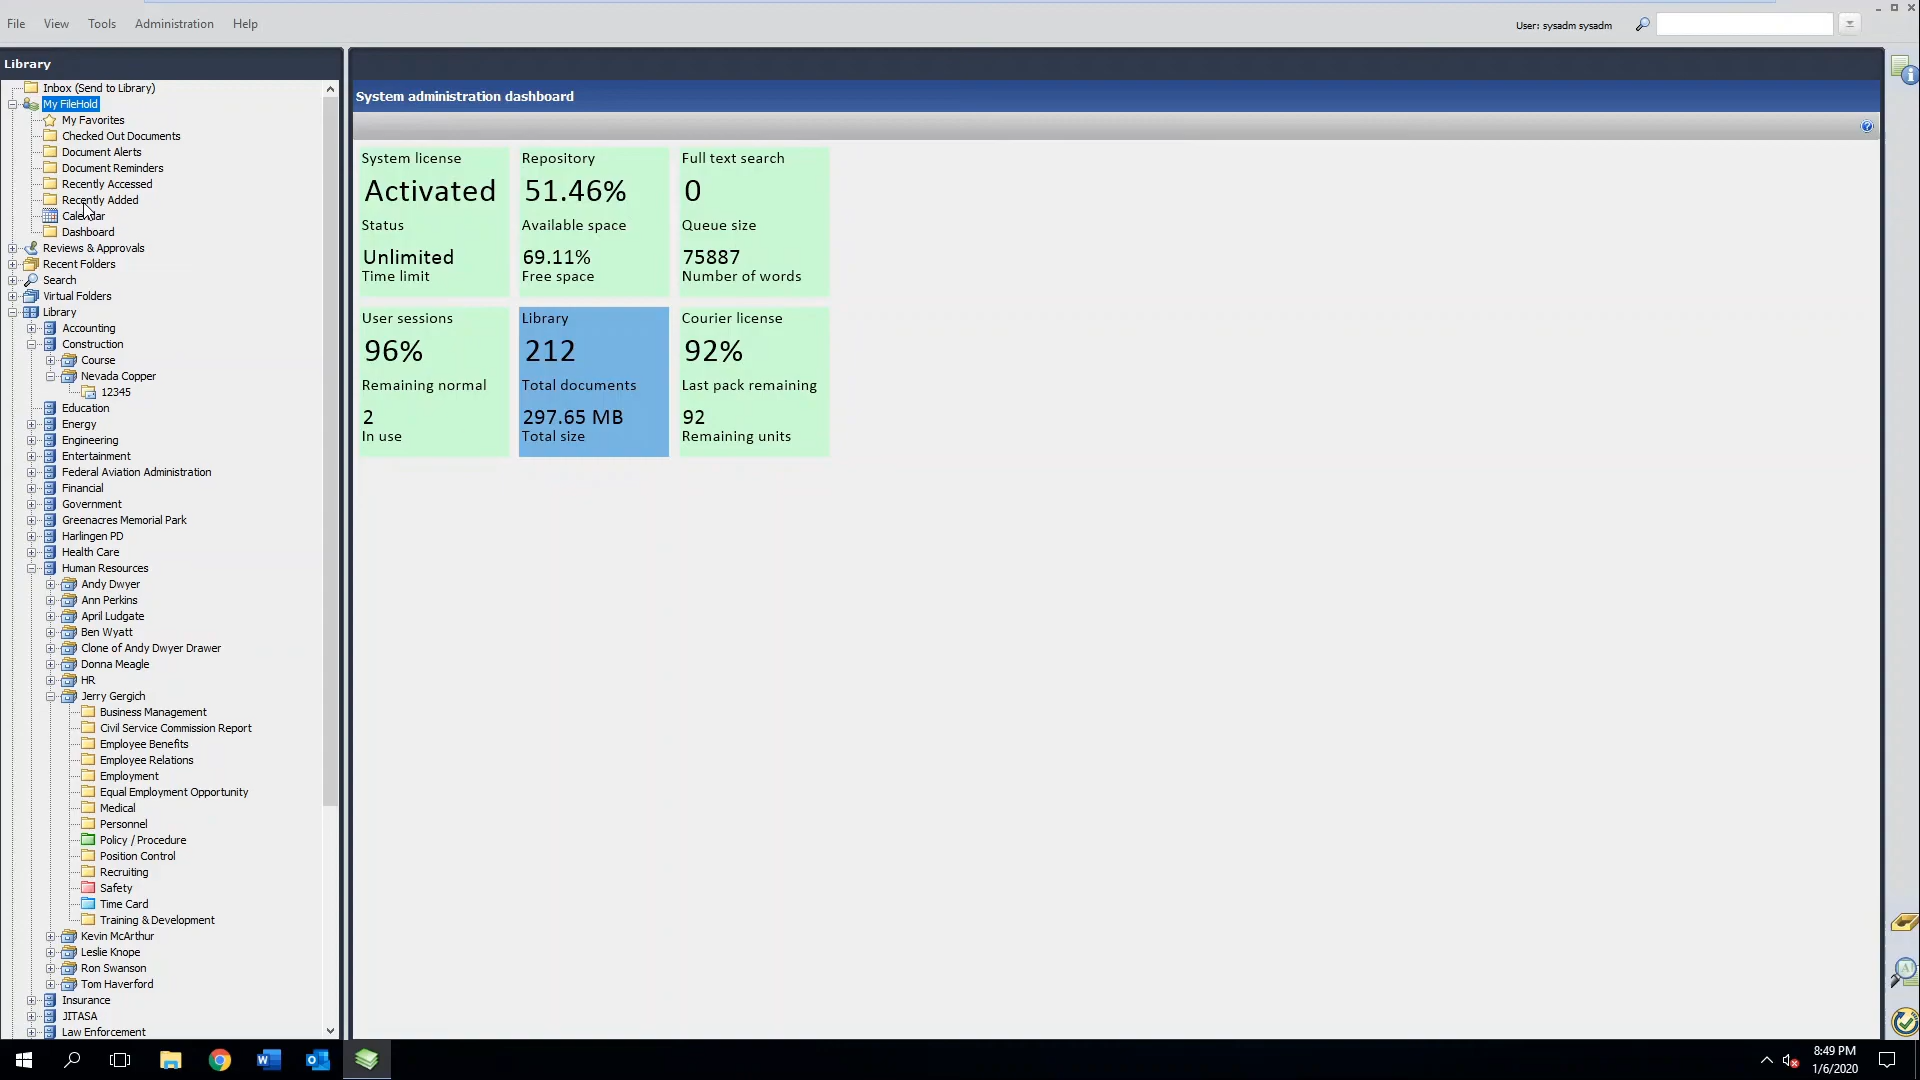 File View Tools Administration Help
User: sysadm sysadm
Library
Inbox (Send to Library)
My FileHold
My Favorites
Checked Out Documents
Document Alerts
Document Reminders
Recently Accessed
Recently Added
Calendar
Dashboard
Reviews & Approvals
Recent Folders
Search
Virtual Folders
Library
Accounting
Construction
Course
Nevada Copper
12345
Education
Energy
Engineering
Entertainment
Federal Aviation Administration
Financial
Government
Greenacres Memorial Park
Harlingen PD
Health Care
Human Resources
Andy Dwyer
Ann Perkins
April Ludgate
Ben Wyatt
Clone of Andy Dwyer Drawer
Donna Meagle
HR
Jerry Gergich
Business Management
Civil Service Commission Report
Employee Benefits
Employee Relations
Employment
Equal Employment Opportunity
Medical
Personnel
Policy / Procedure
Position Control
Recruiting
Safety
Time Card
Training & Development
Kevin McArthur
Leslie Knope
Ron Swanson
Tom Haverford
Insurance
JITASA
Law Enforcement
System administration dashboard
System license
Activated
Status
Unlimited
Time limit
Repository
51.46%
Available space
69.11%
Free space
Full text search
0
Queue size
75887
Number of words
User sessions
96%
Remaining normal
2
In use
Library
212
Total documents
297.65 MB
Total size
Courier license
92%
Last pack remaining
92
Remaining units
8:49 PM
1/6/2020